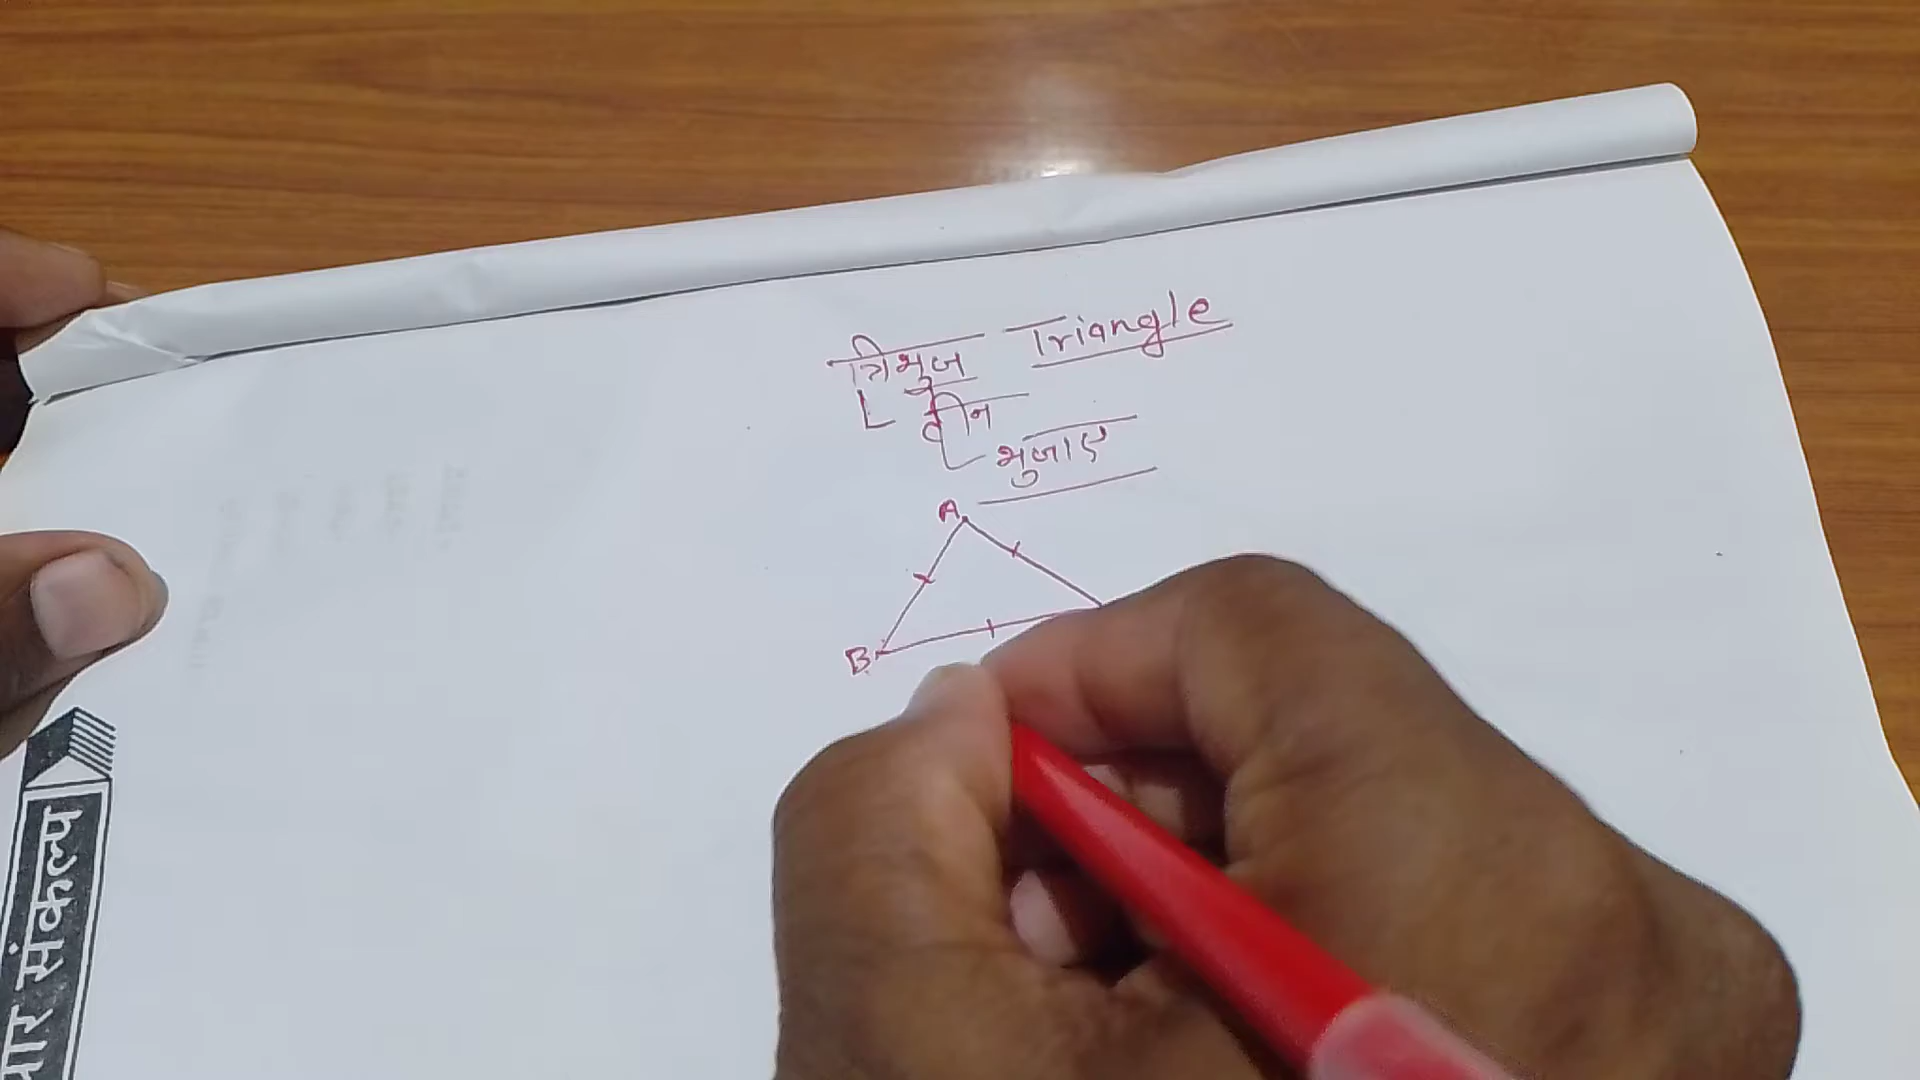 त्रिभुज Triangle
तीन
भुजाएं
A
B
पार संकल्प